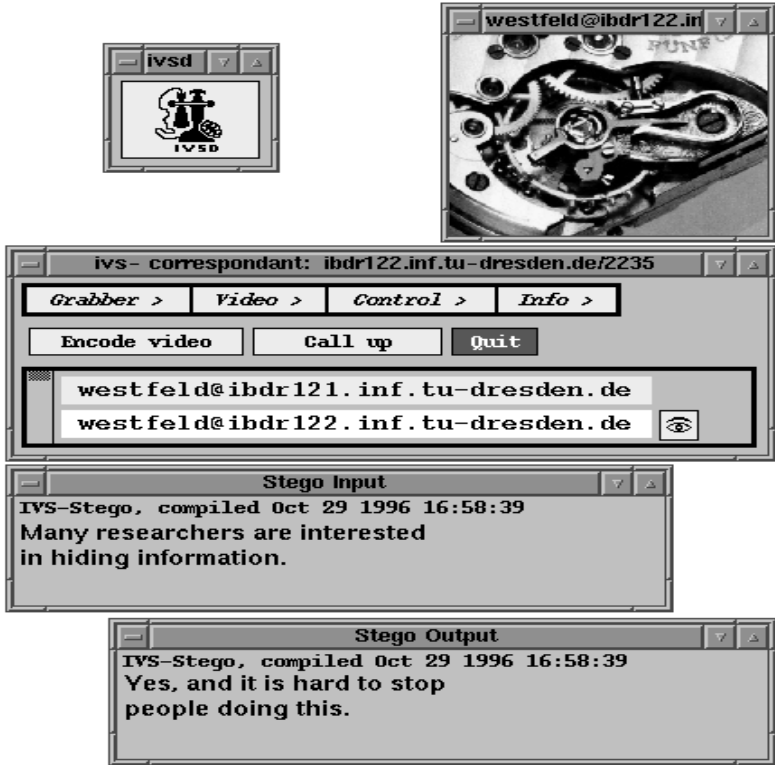 ivsd
IVSD
westfeld@ibdr122.in
PUNF
ivs- correspondant: ibdr122.inf.tu-dresden.de/2235
Grabber > Video > Control > Info >
Encode video Call up Quit
westfeld@ibdr121.inf.tu-dresden.de
westfeld@ibdr122.inf.tu-dresden.de
Stego Input
IVS-Stego, compiled Oct 29 1996 16:58:39
Many researchers are interested
in hiding information.
Stego Output
IVS-Stego, compiled Oct 29 1996 16:58:39
Yes, and it is hard to stop
people doing this.